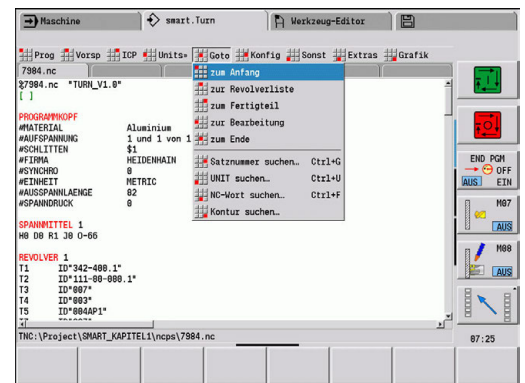 Maschine
smart.Turn
Werkzeug-Editor
Prog Vorsp ICP Units» Goto Konfig Sonst Extras Grafik
7984.nc
%7984.nc "TURN_V1.0"
[ ]
PROGRAMMKOPF
#MATERIAL Aluminium
#AUFSPANNUNG 1 und 1 von 1
#SCHLITTEN $1
#FIRMA HEIDENHAIN
#SYNCHRO 0
#EINHEIT METRIC
#AUSSPANNLAENGE 82
#SPANNDRUCK 0
SPANNMITTEL 1
H0 D0 R1 J0 O-66
REVOLVER 1
T1 ID"342-400.1"
T2 ID"111-80-080.1"
T3 ID"007"
T4 ID"003"
T5 ID"004AP1"
zum Anfang
zur Revolverliste
zum Fertigteil
zur Bearbeitung
zum Ende
Satznummer suchen… Ctrl+G
UNIT suchen… Ctrl+U
NC-Wort suchen… Ctrl+F
Kontur suchen…
TNC:\Project\SMART_KAPITEL1\ncps\7984.nc
END PGM
OFF
AUS EIN
M07
AUS
M08
AUS
07:25